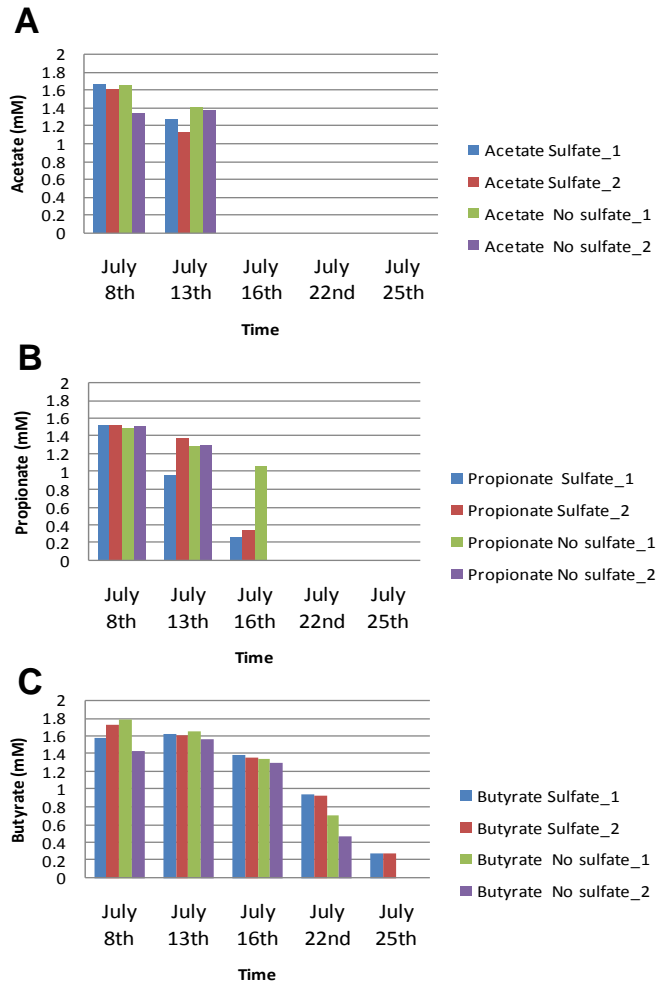 A
Acetate (mM)
2
1.8
1.6
1.4
1.2
1
0.8
0.6
0.4
0.2
0
July 8th
July 13th
July 16th
July 22nd
July 25th
Time
Acetate Sulfate_1
Acetate Sulfate_2
Acetate No sulfate_1
Acetate No sulfate_2
B
Propionate (mM)
2
1.8
1.6
1.4
1.2
1
0.8
0.6
0.4
0.2
0
July 8th
July 13th
July 16th
July 22nd
July 25th
Time
Propionate Sulfate_1
Propionate Sulfate_2
Propionate No sulfate_1
Propionate No sulfate_2
C
Butyrate (mM)
2
1.8
1.6
1.4
1.2
1
0.8
0.6
0.4
0.2
0
July 8th
July 13th
July 16th
July 22nd
July 25th
Time
Butyrate Sulfate_1
Butyrate Sulfate_2
Butyrate No sulfate_1
Butyrate No sulfate_2